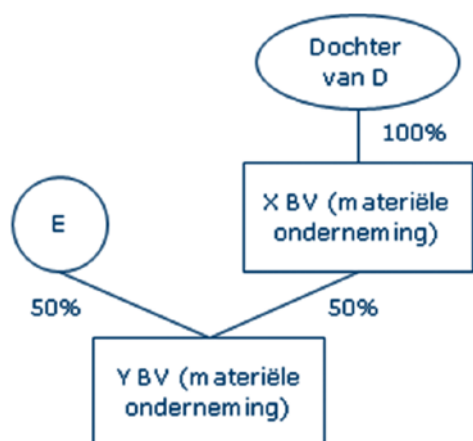 Dochter
van D
100%
X BV (materiële
onderneming)
E
50%
50%
Y BV (materiële
onderneming)